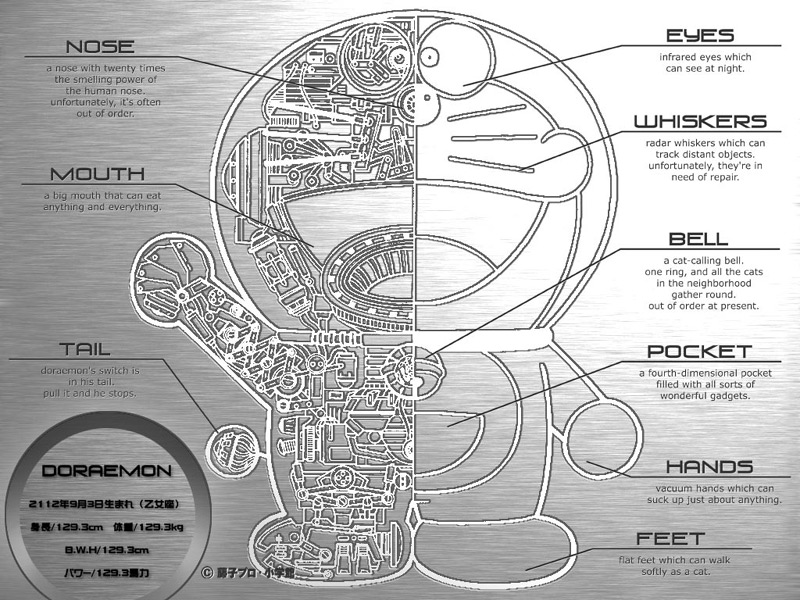 NOSE
a nose with twenty times
the smelling power of
the human nose.
unfortunately, it's often
out of order.
MOUTH
a big mouth that can eat
anything and everything.
TAIL
doraemon's switch is
in his tail.
pull it and he stops.
DORAEMON
2112年9月3日生まれ（乙女座）
身長/129.3cm 体重/129.3kg
B.W.H/129.3cm
パワー/129.3馬力
© 藤子プロ・小学館
EYES
infrared eyes which
can see at night.
WHISKERS
radar whiskers which can
track distant objects.
unfortunately, they're in
need of repair.
BELL
a cat-calling bell.
one ring, and all the cats
in the neighborhood
gather round.
out of order at present.
POCKET
a fourth-dimensional pocket
filled with all sorts of
wonderful gadgets.
HANDS
vacuum hands which can
suck up just about anything.
FEET
flat feet which can walk
softly as a cat.